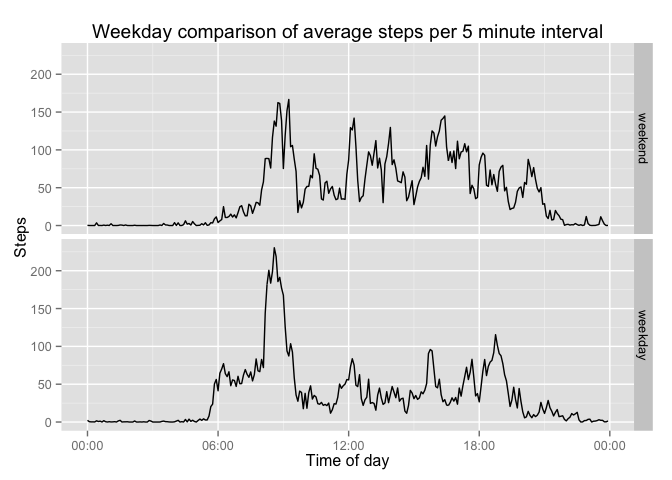 Weekday comparison of average steps per 5 minute interval
200
150
100
50
0
weekend
Steps
200
150
100
50
0
weekday
00:00 06:00 12:00 18:00 00:00
Time of day